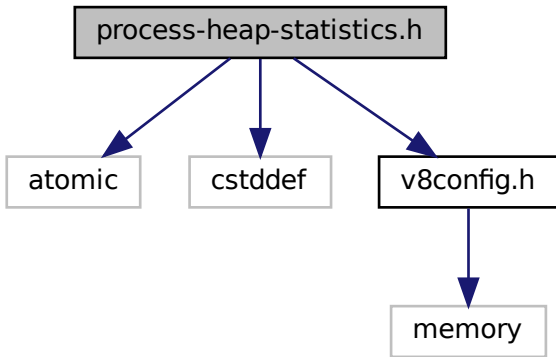 process-heap-statistics.h
atomic
cstddef
v8config.h
memory